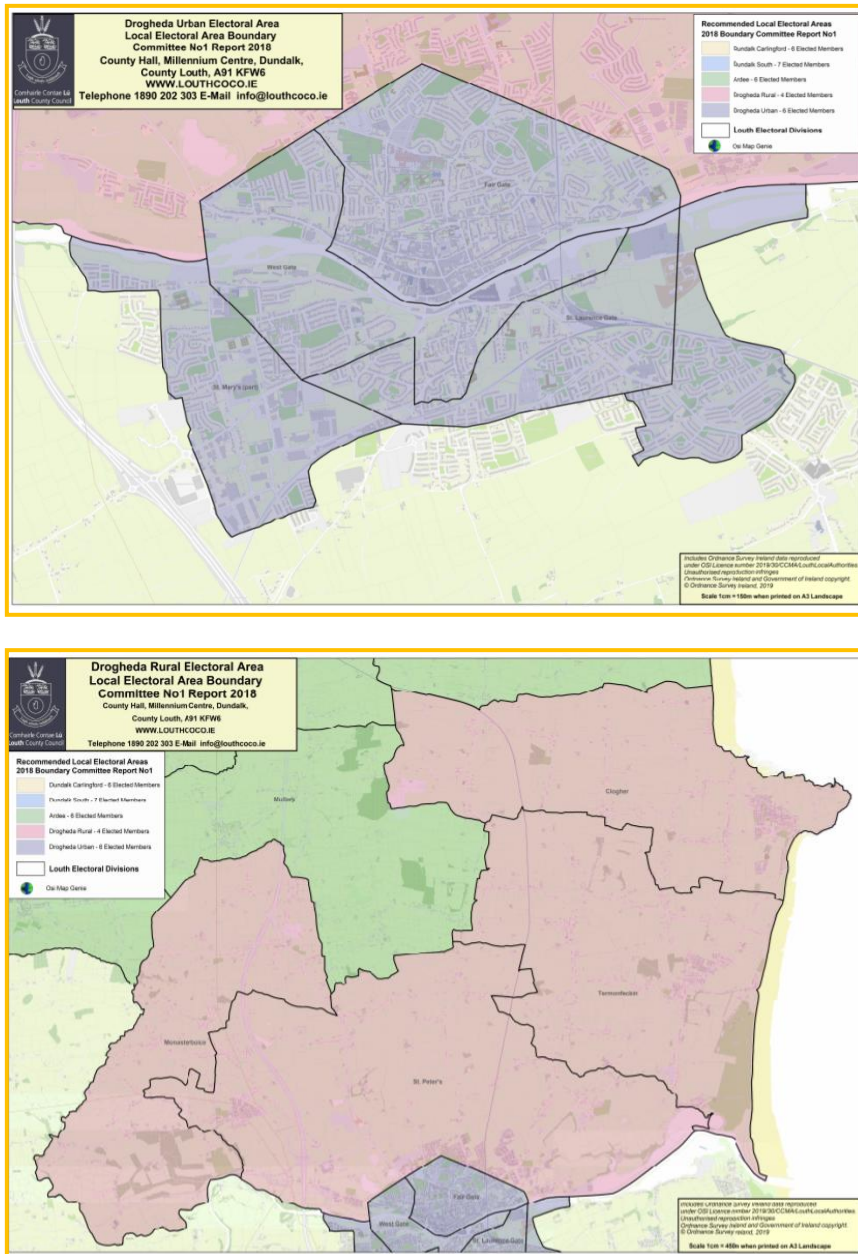 Comhairle Contae Lú
Louth County Council
Drogheda Urban Electoral Area
Local Electoral Area Boundary
Committee No1 Report 2018
County Hall, Millennium Centre, Dundalk,
County Louth, A91 KFW6
WWW.LOUTHCOCO.IE
Telephone 1890 202 303 E-Mail info@louthcoco.ie
Recommended Local Electoral Areas
2018 Boundary Committee Report No1
Dundalk Carlingford - 6 Elected Members
Dundalk South - 7 Elected Members
Ardee - 6 Elected Members
Drogheda Rural - 4 Elected Members
Drogheda Urban - 6 Elected Members
Louth Electoral Divisions
Osi Map Genie
Fair Gate
West Gate
St. Laurence Gate
St. Mary's (part)
Includes Ordnance Survey Ireland data reproduced
under OSi Licence number 2019/30/CCMA/LouthLocalAuthorities
Unauthorised reproduction infringes
Ordnance Survey Ireland and Government of Ireland copyright.
© Ordnance Survey Ireland, 2019
Scale 1cm = 150m when printed on A3 Landscape
Comhairle Contae Lú
Louth County Council
Drogheda Rural Electoral Area
Local Electoral Area Boundary
Committee No1 Report 2018
County Hall, Millennium Centre, Dundalk,
County Louth, A91 KFW6
WWW.LOUTHCOCO.IE
Telephone 1890 202 303 E-Mail info@louthcoco.ie
Recommended Local Electoral Areas
2018 Boundary Committee Report No1
Dundalk Carlingford - 6 Elected Members
Dundalk South - 7 Elected Members
Ardee - 6 Elected Members
Drogheda Rural - 4 Elected Members
Drogheda Urban - 6 Elected Members
Louth Electoral Divisions
Osi Map Genie
Clogher
Termonfeckin
Monasterboice
St. Peter's
Fair Gate
West Gate
St. Laurence Gate
Includes Ordnance Survey Ireland data reproduced
under OSi Licence number 2019/30/CCMA/LouthLocalAuthorities
Unauthorised reproduction infringes
Ordnance Survey Ireland and Government of Ireland copyright.
© Ordnance Survey Ireland, 2019
Scale 1cm = 450m when printed on A3 Landscape